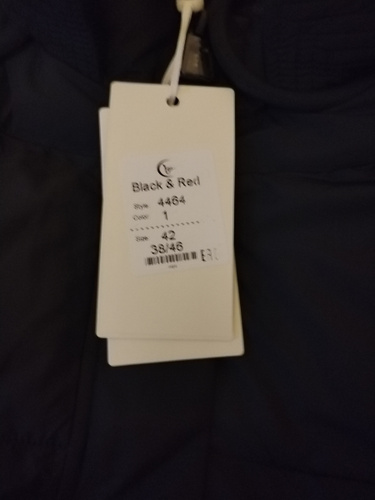 Black & Red
Style: 4464
Color: 1
Size: 42
38/46
EAC